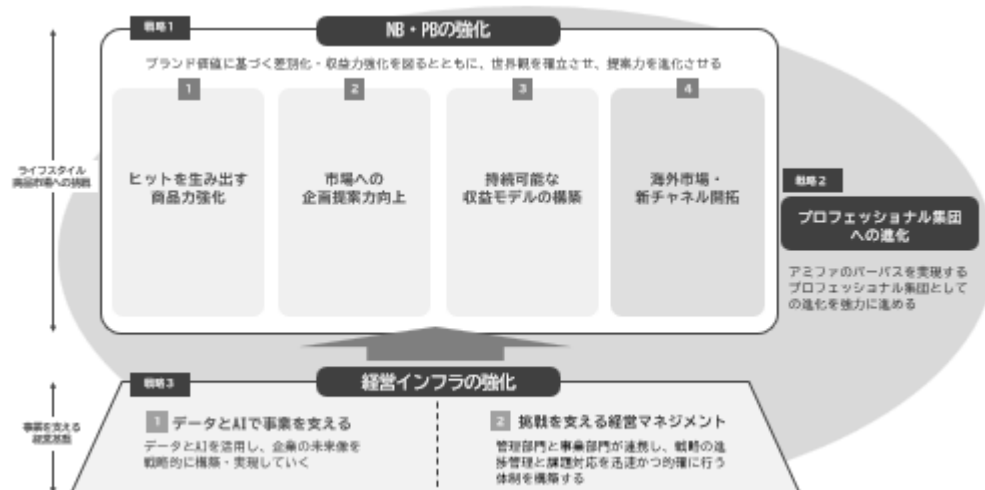 戦略1
NB・PBの強化
ブランド価値に基づく差別化・収益力強化を図るとともに、世界観を確立させ、提案力を進化させる
1
ヒットを生み出す
商品力強化
2
市場への
企画提案力向上
3
持続可能な
収益モデルの構築
4
海外市場・
新チャネル開拓
ライフスタイル
商品市場への挑戦
戦略2
プロフェッショナル集団
への進化
アミファのパーパスを実現する
プロフェッショナル集団として
の進化を強力に進める
戦略3
経営インフラの強化
事業を支える
経営基盤
1 データとAIで事業を支える
データとAIを活用し、企業の未来像を
戦略的に構築・実現していく
2 挑戦を支える経営マネジメント
管理部門と事業部門が連携し、戦略の進
捗管理と課題対応を迅速かつ的確に行う
体制を構築する